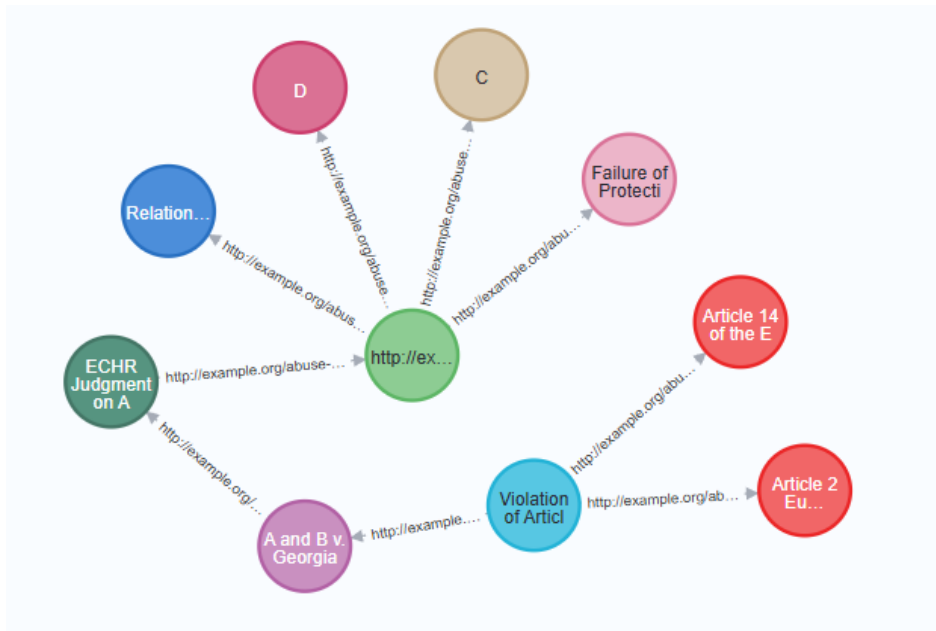 D
C
Failure of
Protecti
Relation...
http://example.org/abuse...
http://example.org/abuse...
http://example.org/abu...
http://example.org/abus...
Article 14
of the E
http://ex...
ECHR
Judgment
on A
http://example.org/abuse-...
http://example.org/abu...
http://example.org/...
Violation
of Articl
http://example.org/ab...
Article 2
Eu...
http://example....
A and B v.
Georgia